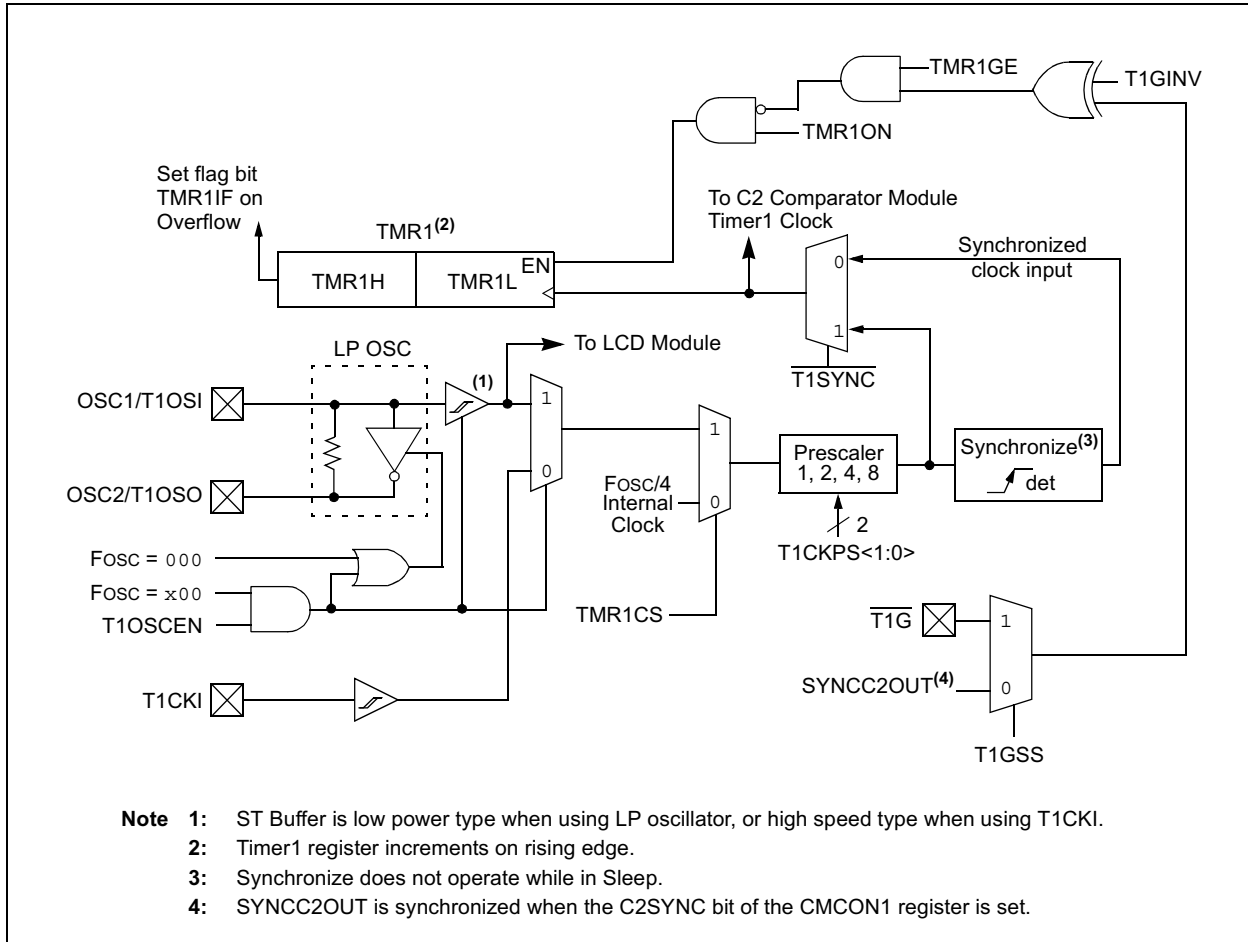 TMR1GE
T1GINV
TMR1ON
Set flag bit
TMR1IF on
Overflow
To C2 Comparator Module
Timer1 Clock
TMR1(2)
EN
TMR1H
TMR1L
0
1
Synchronized
clock input
T1SYNC
LP OSC
To LCD Module
(1)
OSC1/T1OSI
OSC2/T1OSO
1
0
1
0
FOSC/4
Internal
Clock
Prescaler
1, 2, 4, 8
2
T1CKPS<1:0>
Synchronize(3)
det
FOSC = 000
FOSC = x00
T1OSCEN
TMR1CS
T1CKI
T1G
1
SYNCC2OUT(4)
0
T1GSS
Note 1: ST Buffer is low power type when using LP oscillator, or high speed type when using T1CKI.
2: Timer1 register increments on rising edge.
3: Synchronize does not operate while in Sleep.
4: SYNCC2OUT is synchronized when the C2SYNC bit of the CMCON1 register is set.